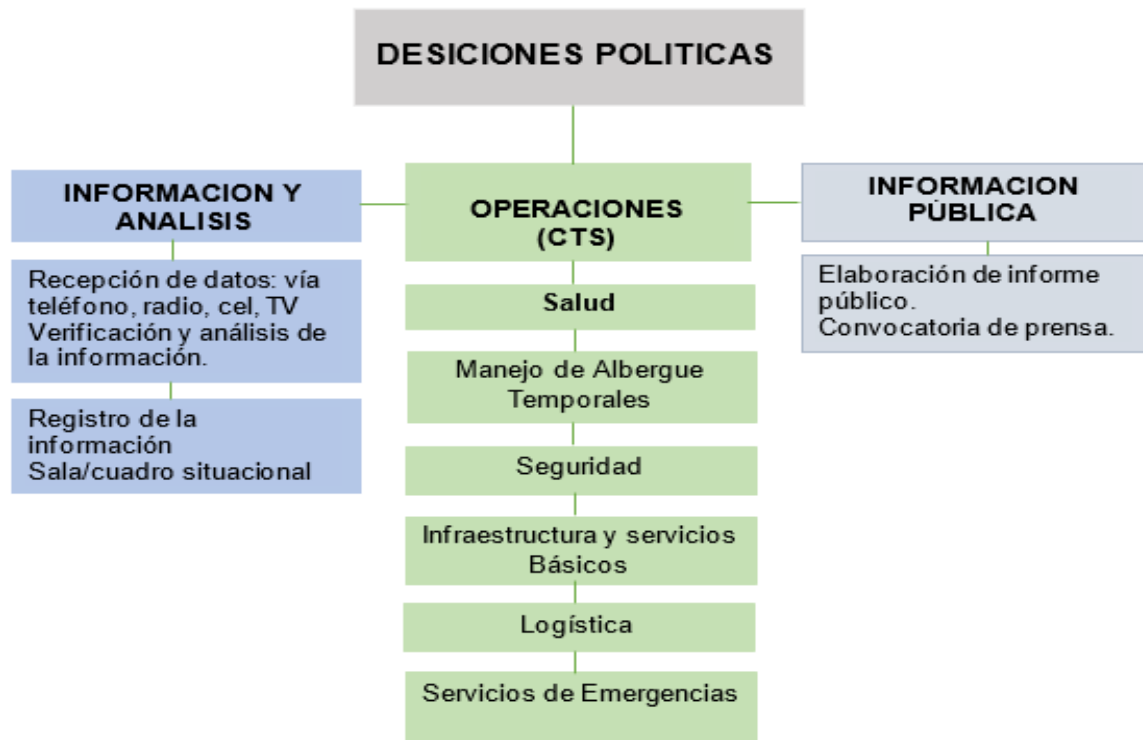 DESICIONES POLITICAS
INFORMACION Y
ANALISIS
Recepción de datos: vía
teléfono, radio, cel, TV
Verificación y análisis de
la información.
Registro de la
información
Sala/cuadro situacional
OPERACIONES
(CTS)
Salud
Manejo de Albergue
Temporales
Seguridad
Infraestructura y servicios
Básicos
Logística
Servicios de Emergencias
INFORMACION
PÚBLICA
Elaboración de informe
público.
Convocatoria de prensa.